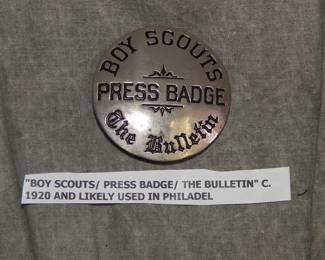 BOY SCOUTS
PRESS BADGE
The Bulletin
"BOY SCOUTS/ PRESS BADGE/ THE BULLETIN" C.
1920 AND LIKELY USED IN PHILADEL